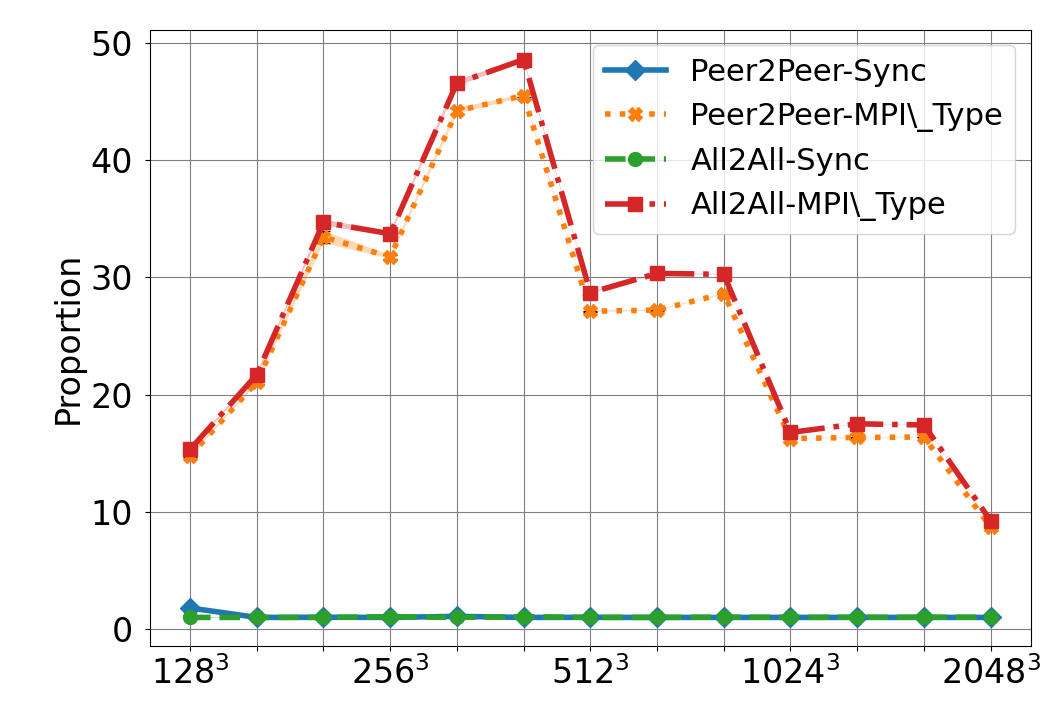 50
40
30
20
10
0
Proportion
Peer2Peer-Sync
Peer2Peer-MPI\_Type
All2All-Sync
All2All-MPI\_Type
128³ 256³ 512³ 1024³ 2048³